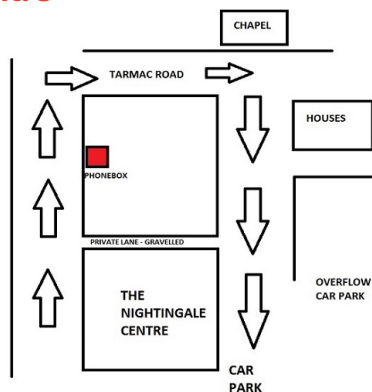 CHAPEL
TARMAC ROAD
HOUSES
PHONEBOX
PRIVATE LANE - GRAVELLED
THE
NIGHTINGALE
CENTRE
OVERFLOW
CAR PARK
CAR
PARK